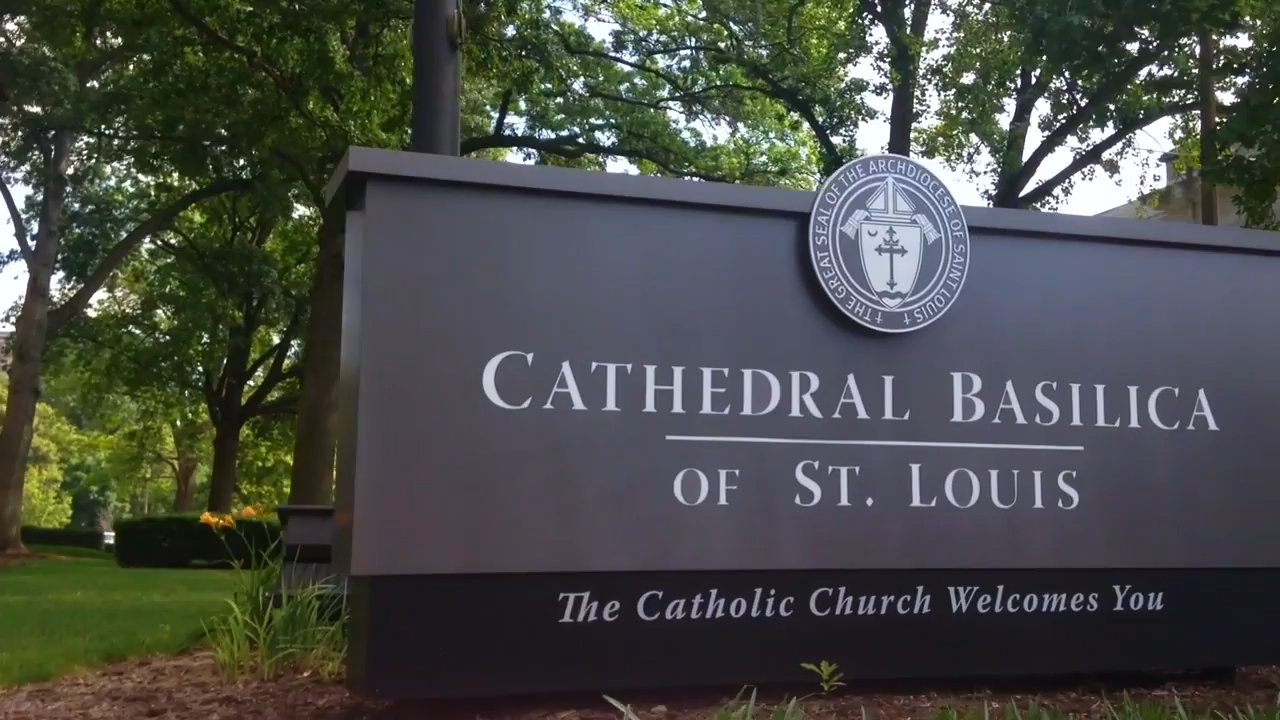 THE GREAT SEAL OF THE ARCHDIOCESE OF SAINT LOUIS
CATHEDRAL BASILICA
OF ST. LOUIS
The Catholic Church Welcomes You